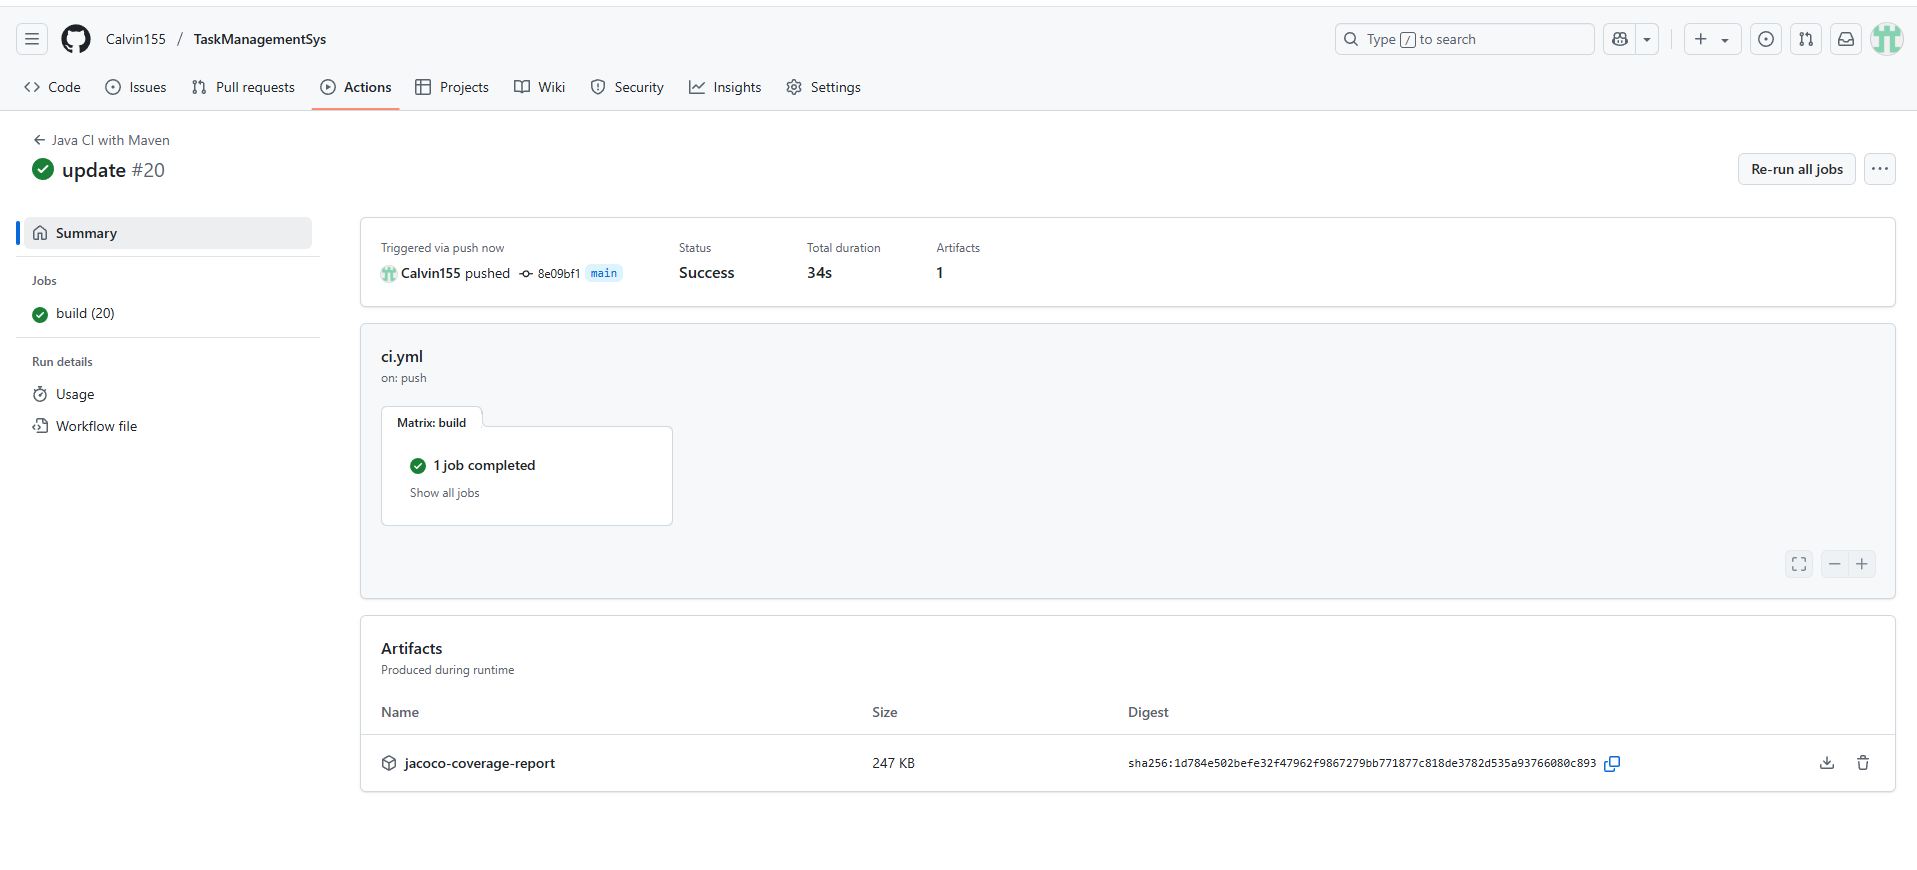 Calvin155 / TaskManagementSys
Type / to search
Code Issues Pull requests Actions Projects Wiki Security Insights Settings
Java CI with Maven
update #20
Re-run all jobs
Summary
Jobs
build (20)
Run details
Usage
Workflow file
Triggered via push now
Calvin155 pushed 8e09bf1 main
Status
Success
Total duration
34s
Artifacts
1
ci.yml
on: push
Matrix: build
1 job completed
Show all jobs
Artifacts
Produced during runtime
Name Size Digest
jacoco-coverage-report 247 KB sha256:1d784e502befe32f47962f9867279bb771877c818de3782d535a93766080c893